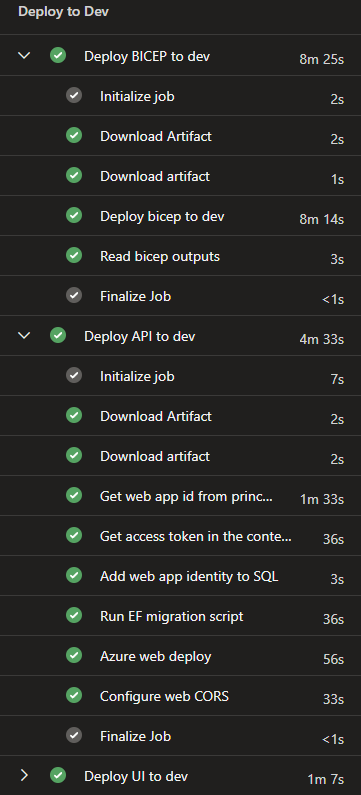 Deploy to Dev
Deploy BICEP to dev 8m 25s
Initialize job 2s
Download Artifact 2s
Download artifact 1s
Deploy bicep to dev 8m 14s
Read bicep outputs 3s
Finalize Job <1s
Deploy API to dev 4m 33s
Initialize job 7s
Download Artifact 2s
Download artifact 2s
Get web app id from princ... 1m 33s
Get access token in the conte... 36s
Add web app identity to SQL 3s
Run EF migration script 36s
Azure web deploy 56s
Configure web CORS 33s
Finalize Job <1s
Deploy UI to dev 1m 7s